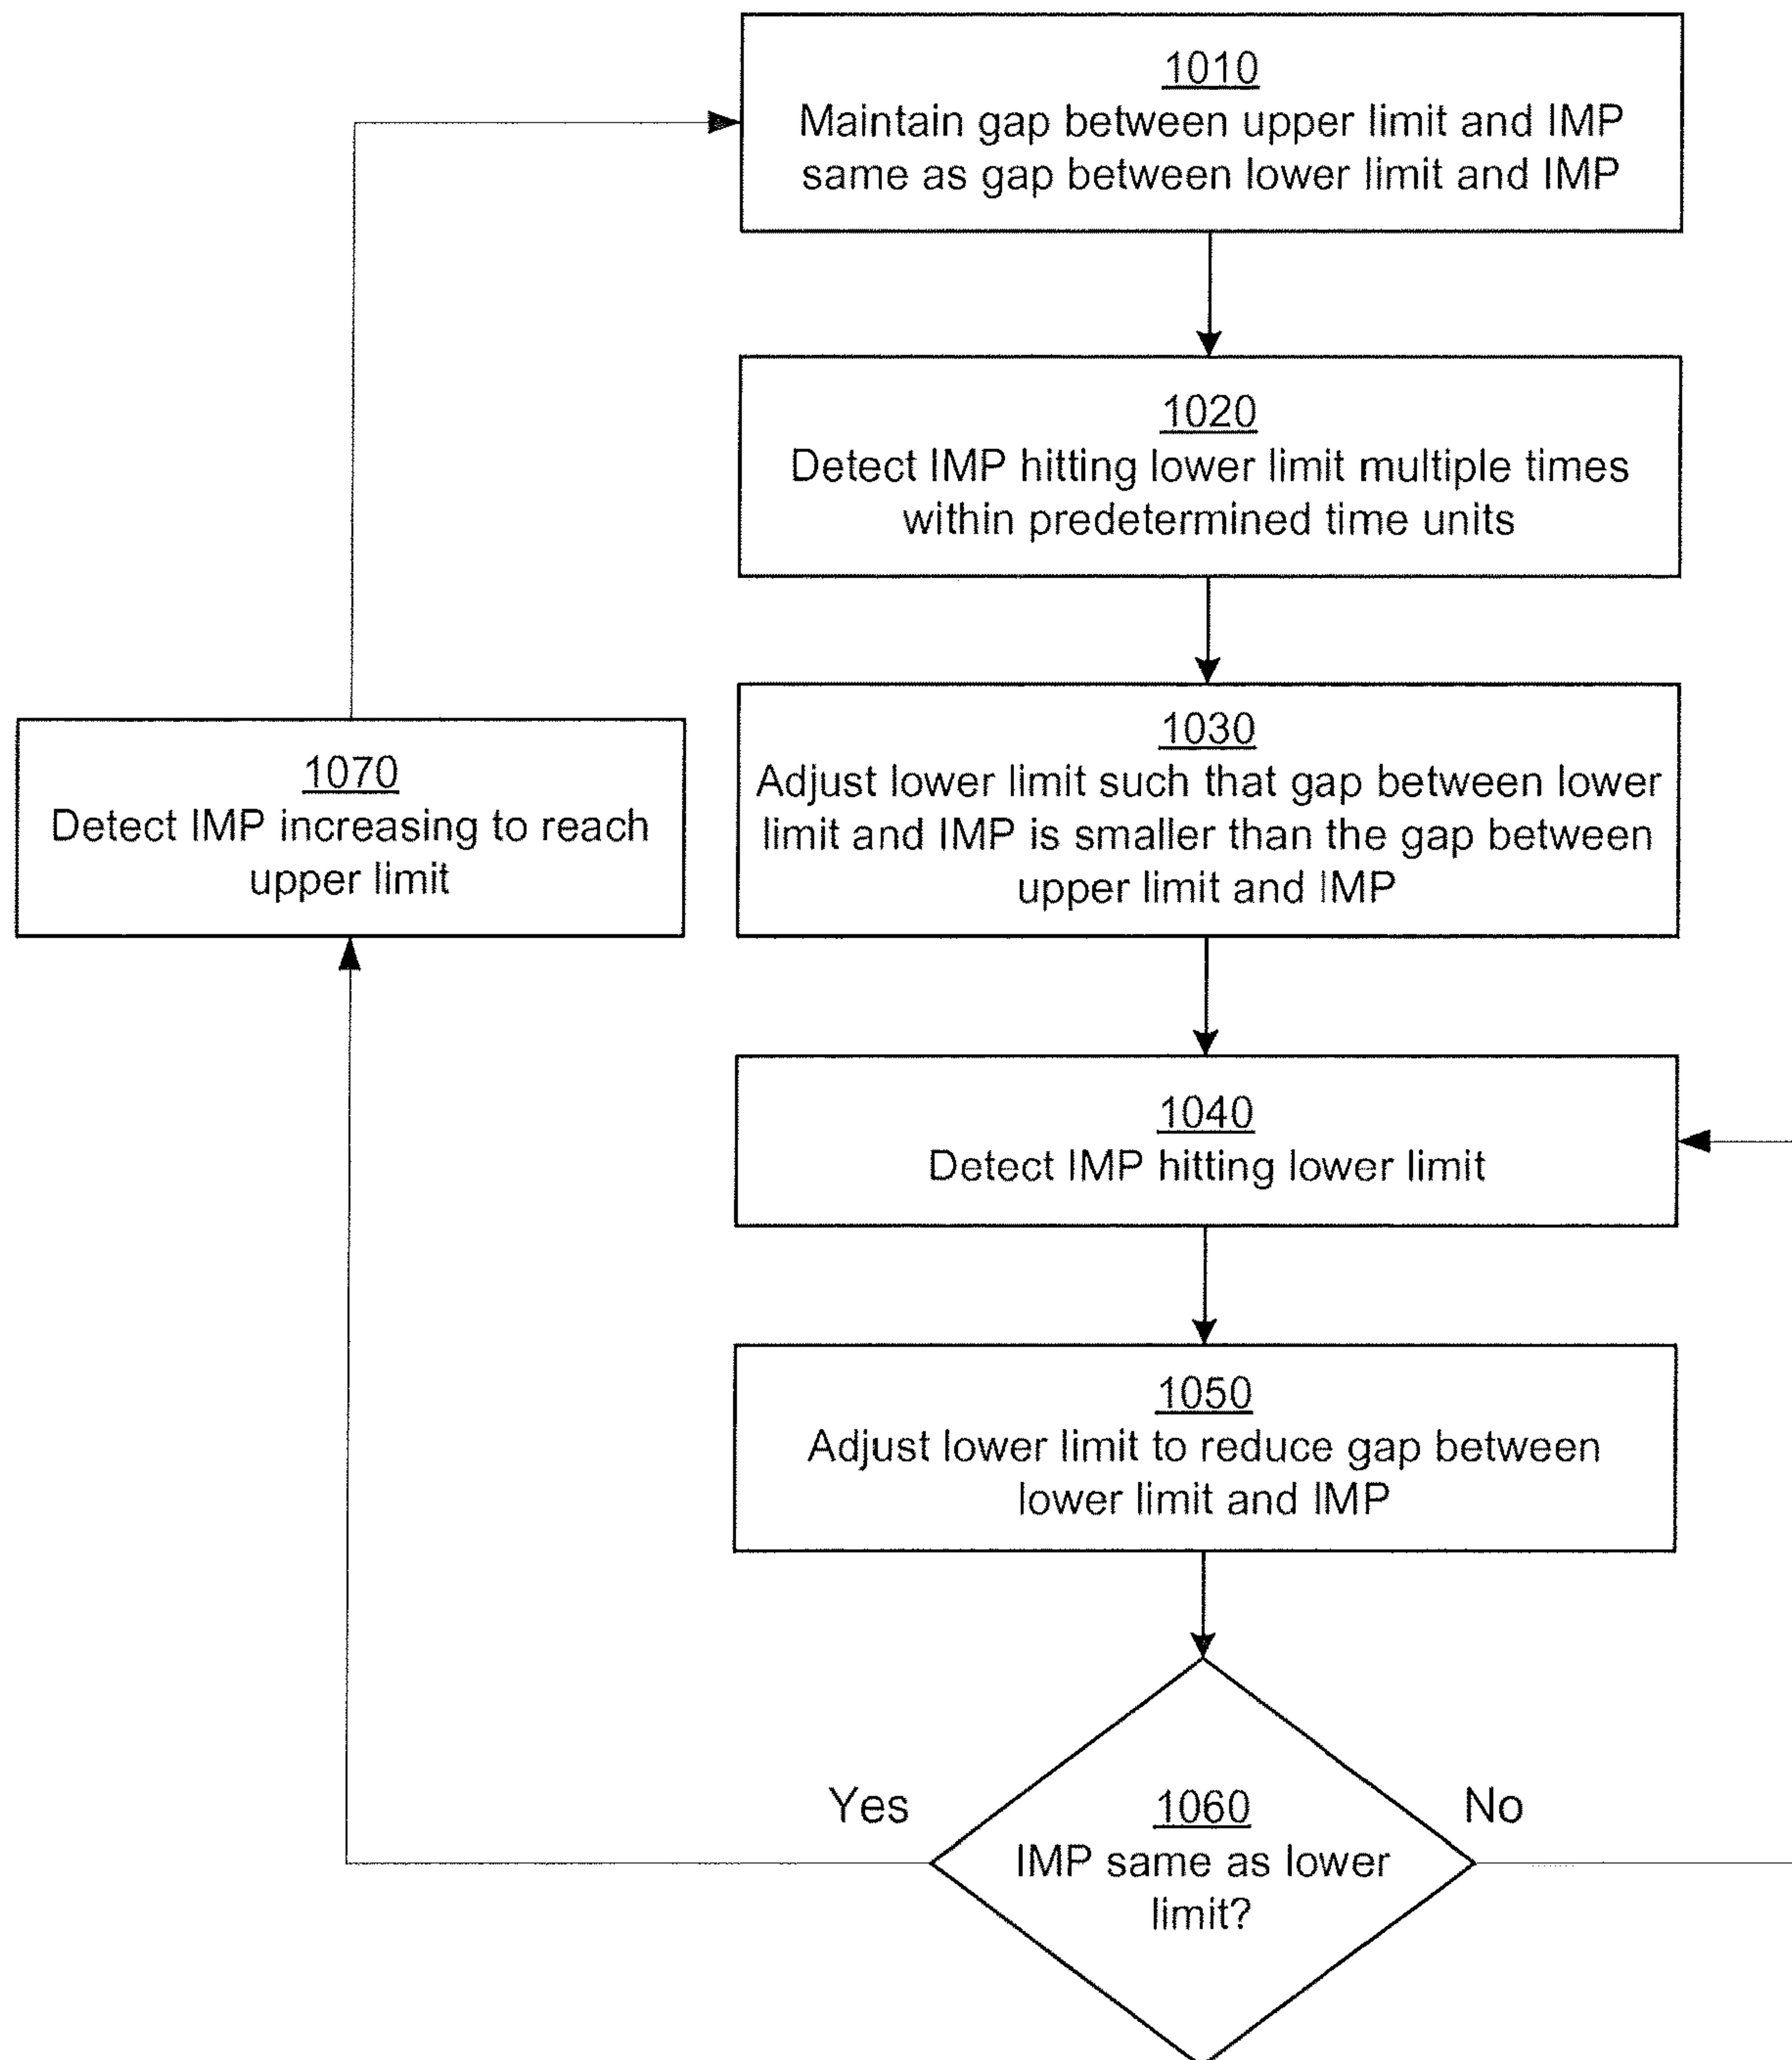 1010
Maintain gap between upper limit and IMP
same as gap between lower limit and IMP
1020
Detect IMP hitting lower limit multiple times
within predetermined time units
1030
Adjust lower limit such that gap between lower
limit and IMP is smaller than the gap between
upper limit and IMP
1070
Detect IMP increasing to reach
upper limit
1040
Detect IMP hitting lower limit
1050
Adjust lower limit to reduce gap between
lower limit and IMP
Yes
1060
IMP same as lower
limit?
No